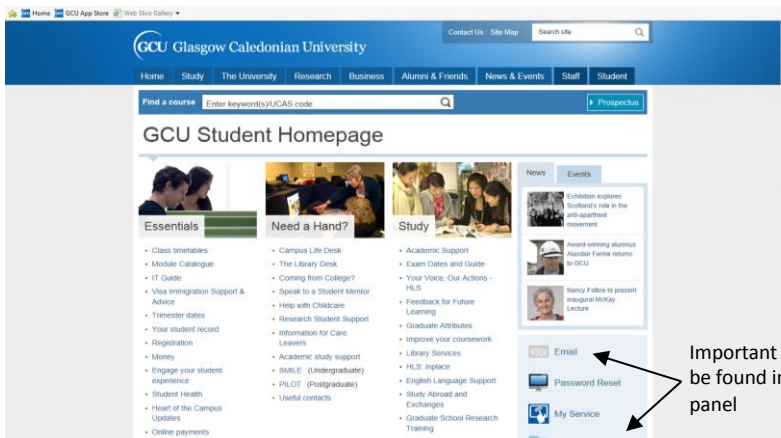 Home GCU App Store Web Slice Gallery
Contact Us Site Map Search site
GCU Glasgow Caledonian University
Home Study The University Research Business Alumni & Friends News & Events Staff Student
Find a course Enter keyword(s)/UCAS code Prospectus
GCU Student Homepage
Essentials
• Class timetables
• Module Catalogue
• IT Guide
• Visa Immigration Support &
Advice
• Trimester dates
• Your student record
• Registration
• Money
• Engage your student
experience
• Student Health
• Heart of the Campus
Updates
• Online payments
Need a Hand?
• Campus Life Desk
• The Library Desk
• Coming from College?
• Speak to a Student Mentor
• Help with Childcare
• Research Student Support
• Information for Care
Leavers
• Academic study support
• SMILE (Undergraduate)
• PILOT (Postgraduate)
• Useful contacts
Study
• Academic Support
• Exam Dates and Guide
• Your Voice, Our Actions -
HLS
• Feedback for Future
Learning
• Graduate Attributes
• Improve your coursework
• Library Services
• HLS: Inplace
• English Language Support
• Study Abroad and
Exchanges
• Graduate School Research
Training
News Events
Exhibition explores
Scotland's role in the
anti-apartheid
movement
Award-winning alumnus
Alasdair Fernie returns
to GCU
Nancy Folbre to present
inaugural McKay
Lecture
Email
Password Reset
My Service
Important
be found in
panel